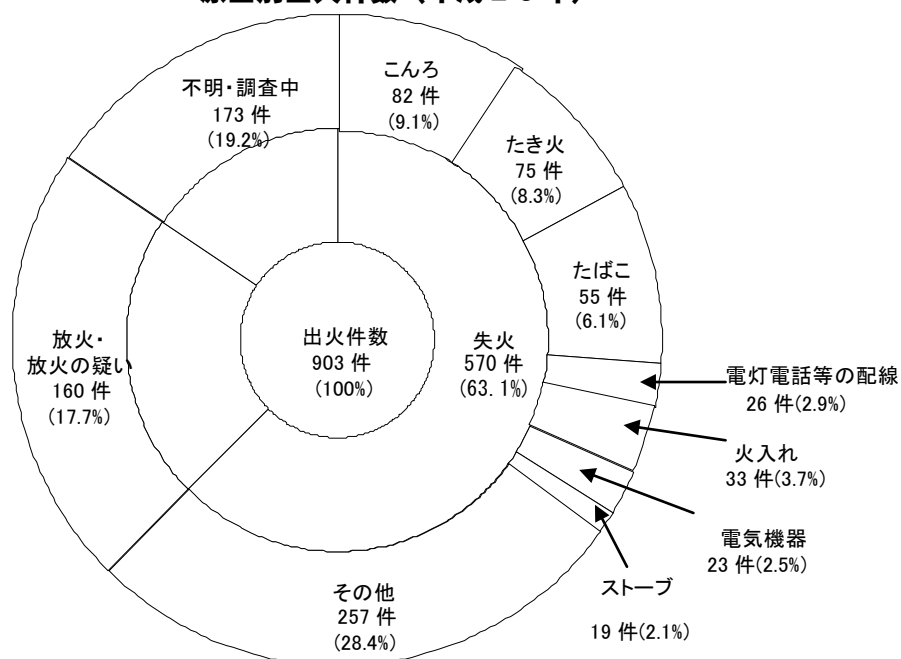 不明・調査中
173 件
(19.2%)
こんろ
82 件
(9.1%)
たき火
75 件
(8.3%)
たばこ
55 件
(6.1%)
放火・
放火の疑い
160 件
(17.7%)
出火件数
903 件
(100%)
失火
570 件
(63.1%)
電灯電話等の配線
26 件(2.9%)
火入れ
33 件(3.7%)
電気機器
23 件(2.5%)
ストーブ
19 件(2.1%)
その他
257 件
(28.4%)